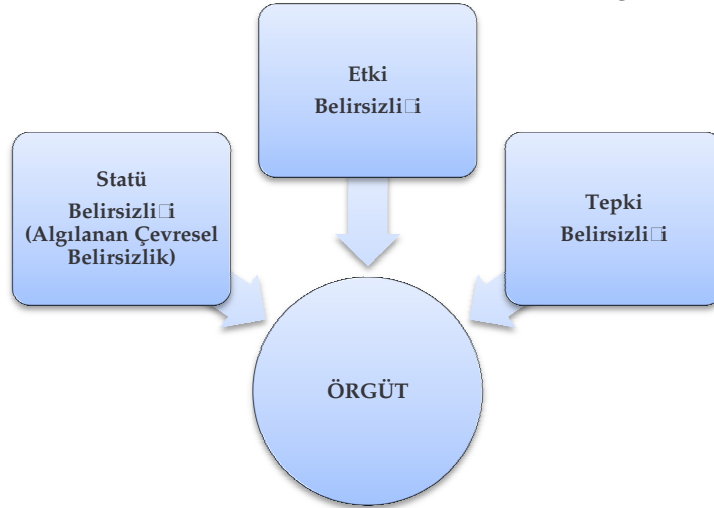 Etki
Belirsizli□i
Statü
Belirsizli□i
(Algılanan Çevresel
Belirsizlik)
Tepki
Belirsizli□i
ÖRGÜT